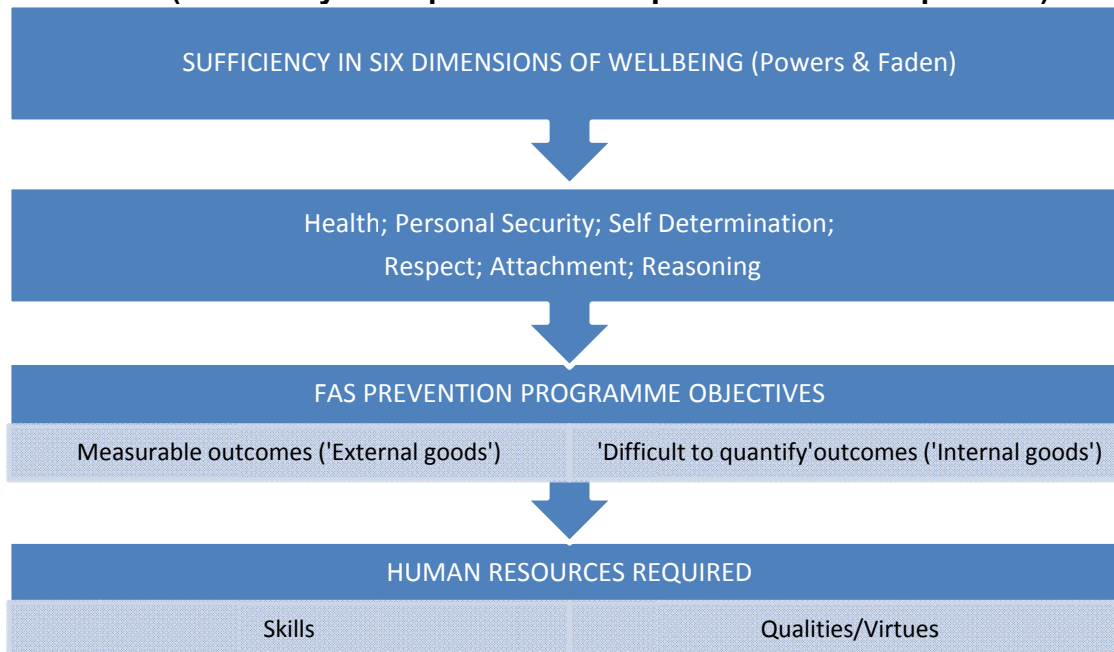 SUFFICIENCY IN SIX DIMENSIONS OF WELLBEING (Powers & Faden)
Health; Personal Security; Self Determination;
Respect; Attachment; Reasoning
FAS PREVENTION PROGRAMME OBJECTIVES
Measurable outcomes ('External goods')
'Difficult to quantify'outcomes ('Internal goods')
HUMAN RESOURCES REQUIRED
Skills
Qualities/Virtues